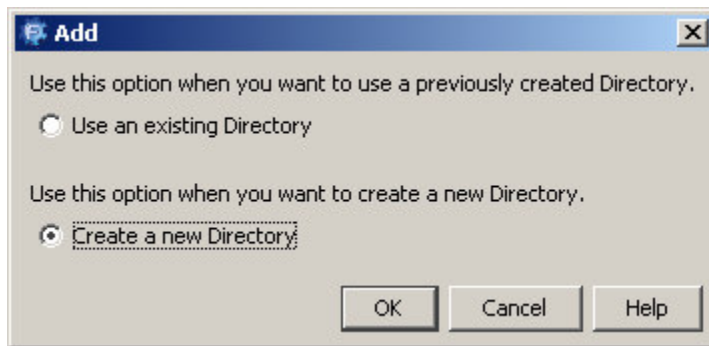 Add
Use this option when you want to use a previously created Directory.
Use an existing Directory
Use this option when you want to create a new Directory.
Create a new Directory
OK Cancel Help